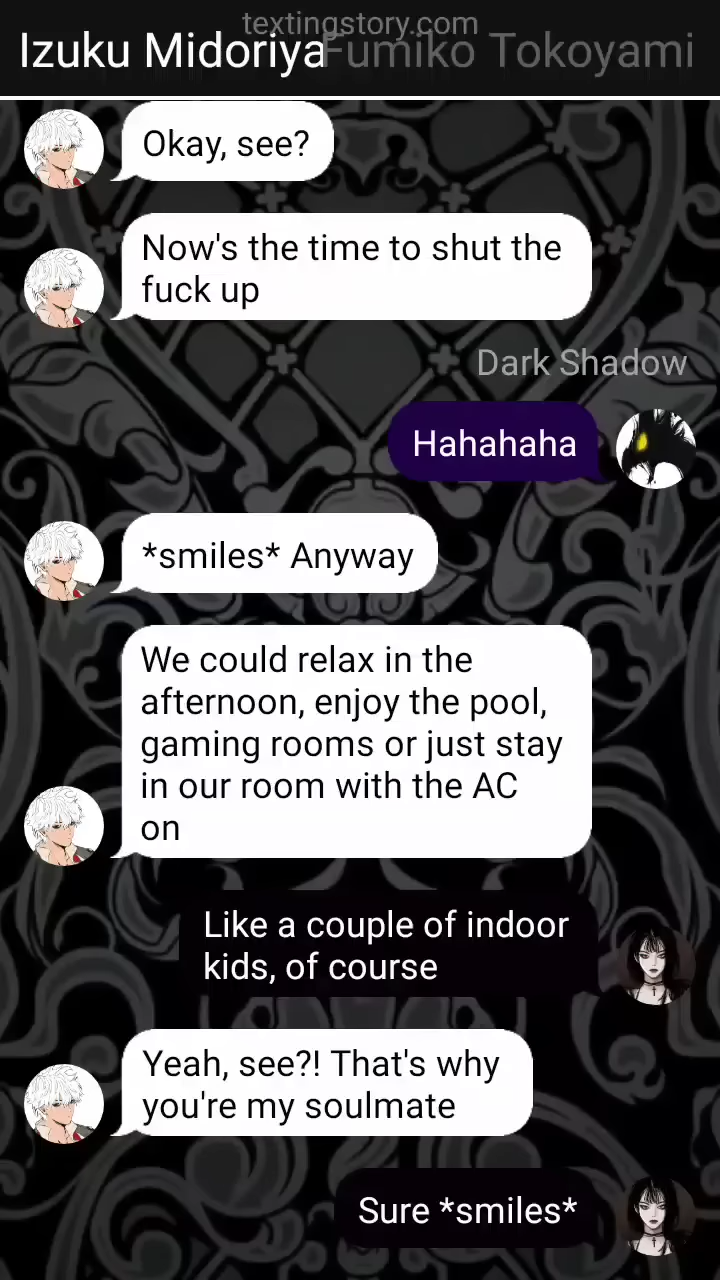 textingstory.com
Izuku Midoriya Fumiko Tokoyami
Okay, see?
Now's the time to shut the
fuck up
Dark Shadow
Hahahaha
*smiles* Anyway
We could relax in the
afternoon, enjoy the pool,
gaming rooms or just stay
in our room with the AC
on
Like a couple of indoor
kids, of course
Yeah, see?! That's why
you're my soulmate
Sure *smiles*